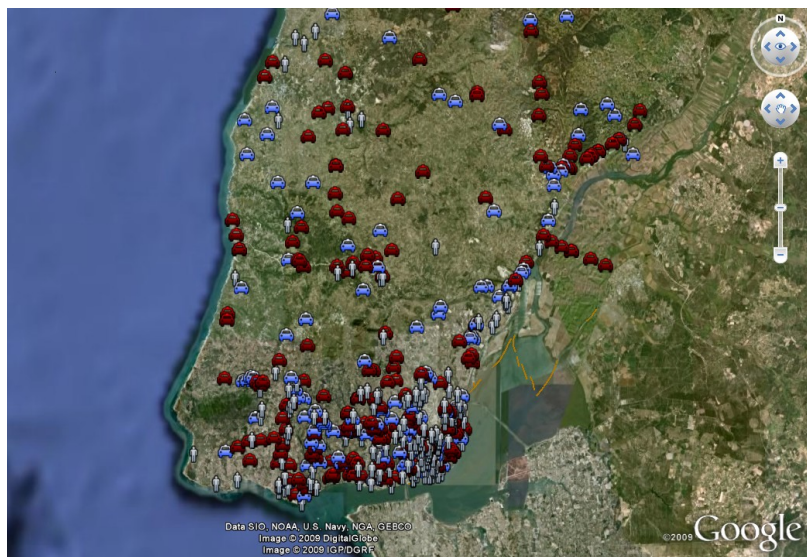 N
Data SIO, NOAA, U.S. Navy, NGA, GEBCO
Image © 2009 DigitalGlobe
Image © 2009 IGP/DGRF
©2009 Google